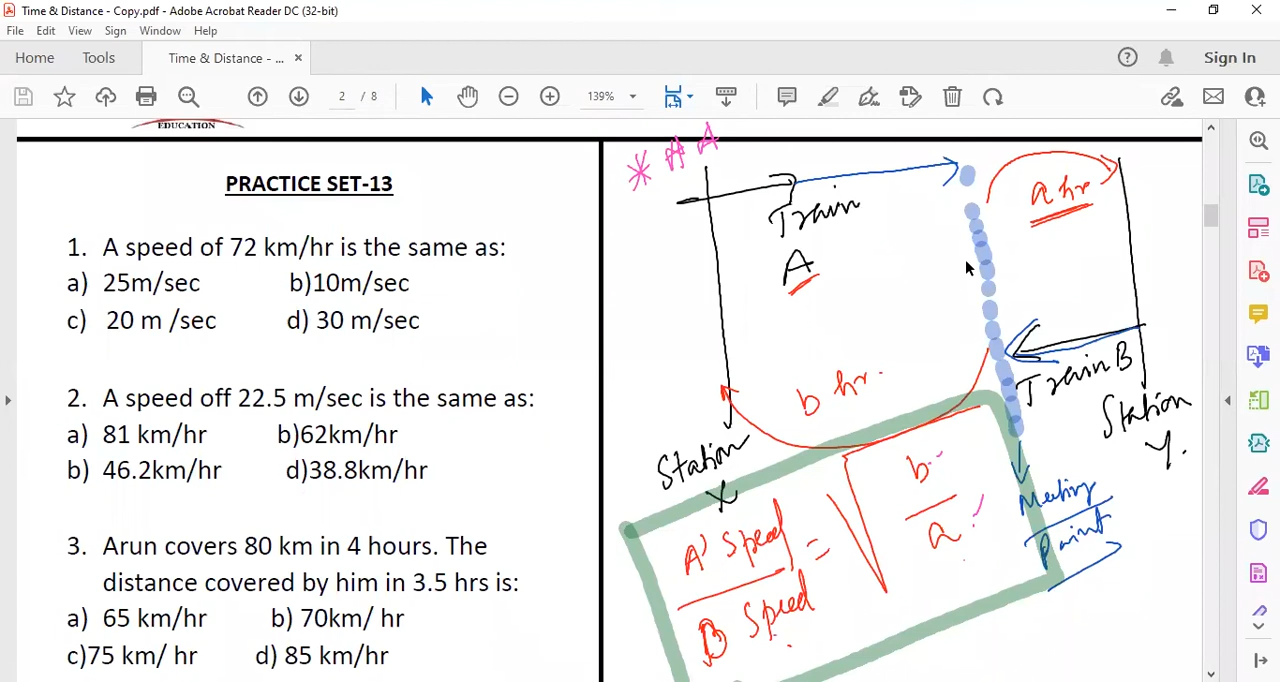 Time & Distance - Copy.pdf - Adobe Acrobat Reader DC (32-bit)
File Edit View Sign Window Help
Home Tools Time & Distance - ... × Sign In
2 / 8 139%
EDUCATION
PRACTICE SET-13
1. A speed of 72 km/hr is the same as:
a) 25m/sec b)10m/sec
c) 20 m /sec d) 30 m/sec
2. A speed off 22.5 m/sec is the same as:
a) 81 km/hr b)62km/hr
b) 46.2km/hr d)38.8km/hr
3. Arun covers 80 km in 4 hours. The
distance covered by him in 3.5 hrs is:
a) 65 km/hr b) 70km/ hr
c)75 km/ hr d) 85 km/hr
Train
A
a hr
Train B
b hr.
Station
X
Station
Y.
Meeting
Point
A' Speed
B Speed
=
√
b
a